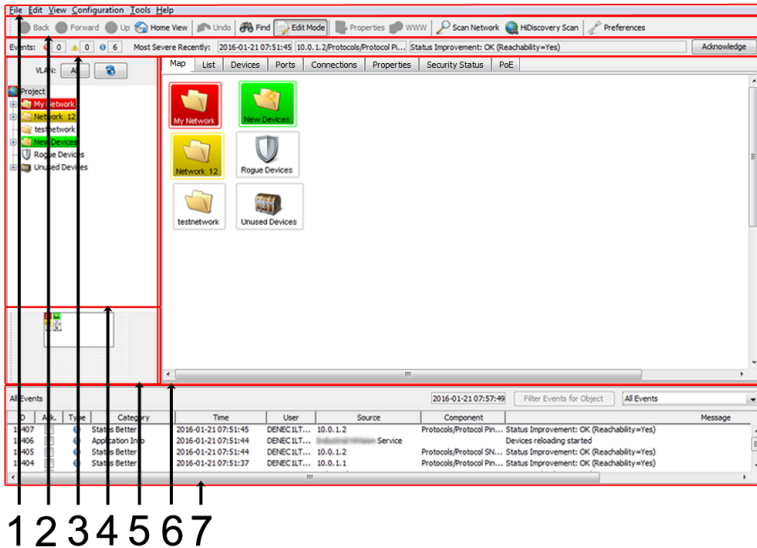 File Edit View Configuration Tools Help
Back Forward Up Home View Undo Find Edit Mode Properties WWW Scan Network HiDiscovery Scan Preferences
Events: 0 0 6 Most Severe Recently: 2016-01-21 07:51:45 10.0.1.2/Protocols/Protocol Pi... Status Improvement: OK (Reachability=Yes) Acknowledge
VLAN:
Map List Devices Ports Connections Properties Security Status PoE
Project
My Network
Network 12
testnetwork
New Devices
Rogue Devices
Unused Devices
My Network New Devices
Network 12 Rogue Devices
testnetwork Unused Devices
All Events 2016-01-21 07:57:49 Filter Events for Object All Events
Type Category Time User Source Component Message
Status Better 2016-01-21 07:51:45 DENEC1LT... 10.0.1.2 Protocols/Protocol Pin... Status Improvement: OK (Reachability=Yes)
Application Info 2016-01-21 07:51:44 DENEC1LT... Service Devices reloading started
Status Better 2016-01-21 07:51:44 DENEC1LT... 10.0.1.2 Protocols/Protocol SN... Status Improvement: OK (Reachability=Yes)
Status Better 2016-01-21 07:51:37 DENEC1LT... 10.0.1.1 Protocols/Protocol Pin... Status Improvement: OK (Reachability=Yes)
1 2 3 4 5 6 7